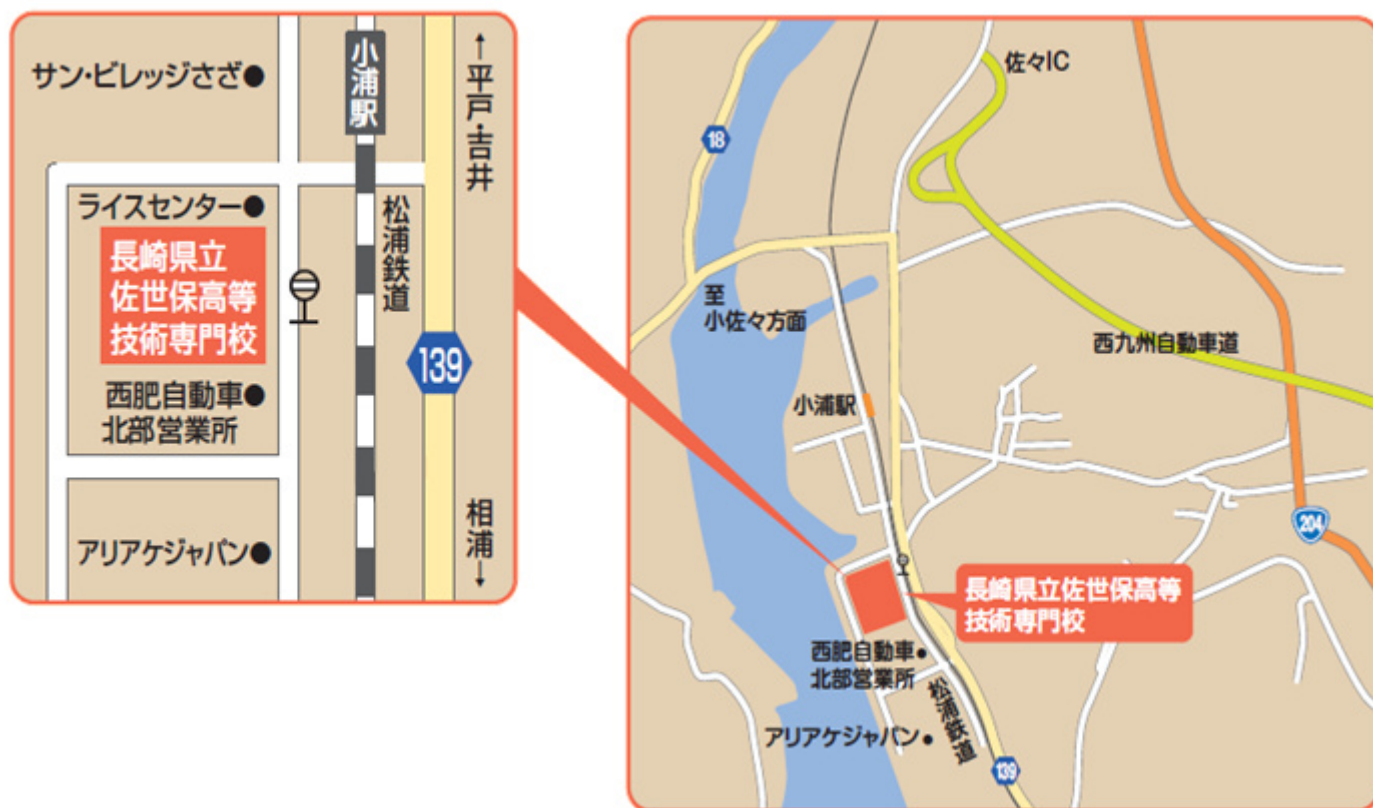 サン・ビレッジさざ
小浦駅
↑平戸・吉井
ライスセンター
長崎県立
佐世保高等
技術専門校
松浦鉄道
139
西肥自動車
北部営業所
相浦↓
アリアケジャパン
佐々IC
18
至
小佐々方面
西九州自動車道
小浦駅
204
長崎県立佐世保高等
技術専門校
西肥自動車
北部営業所
松浦鉄道
アリアケジャパン
139